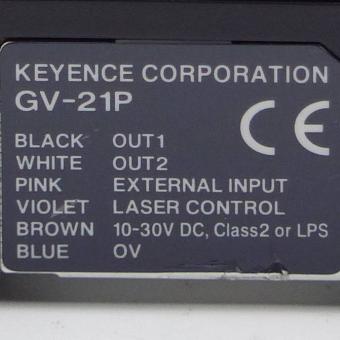 KEYENCE CORPORATION
GV-21P
CE
BLACK OUT1
WHITE OUT2
PINK EXTERNAL INPUT
VIOLET LASER CONTROL
BROWN 10-30V DC, Class2 or LPS
BLUE 0V